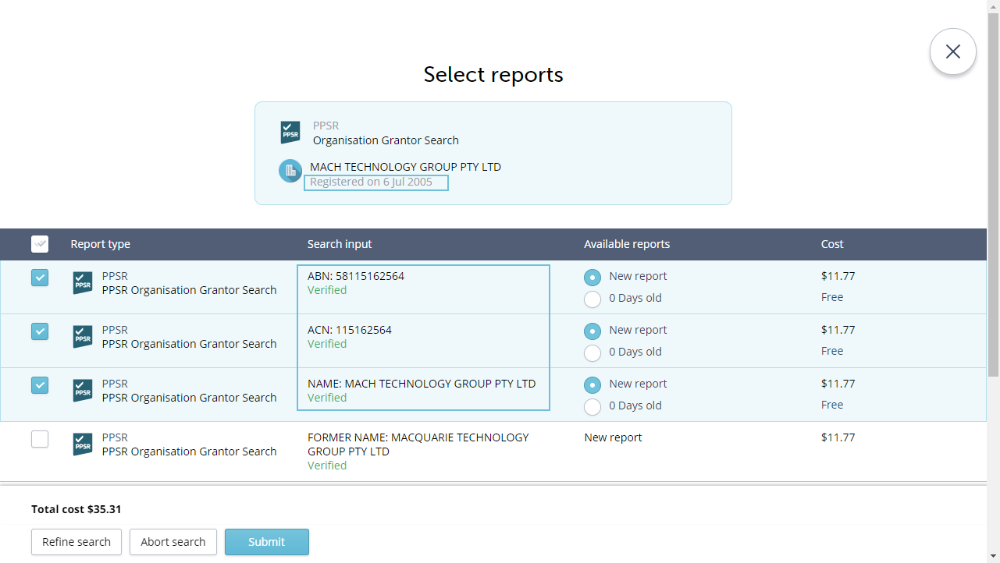 Select reports
PPSR
PPSR
Organisation Grantor Search
MACH TECHNOLOGY GROUP PTY LTD
Registered on 6 Jul 2005
Report type Search input Available reports Cost
PPSR
PPSR
PPSR Organisation Grantor Search
ABN: 58115162564
Verified
New report $11.77
0 Days old Free
PPSR
PPSR
PPSR Organisation Grantor Search
ACN: 115162564
Verified
New report $11.77
0 Days old Free
PPSR
PPSR
PPSR Organisation Grantor Search
NAME: MACH TECHNOLOGY GROUP PTY LTD
Verified
New report $11.77
0 Days old Free
PPSR
PPSR
PPSR Organisation Grantor Search
FORMER NAME: MACQUARIE TECHNOLOGY
GROUP PTY LTD
Verified
New report $11.77
Total cost $35.31
Refine search Abort search Submit